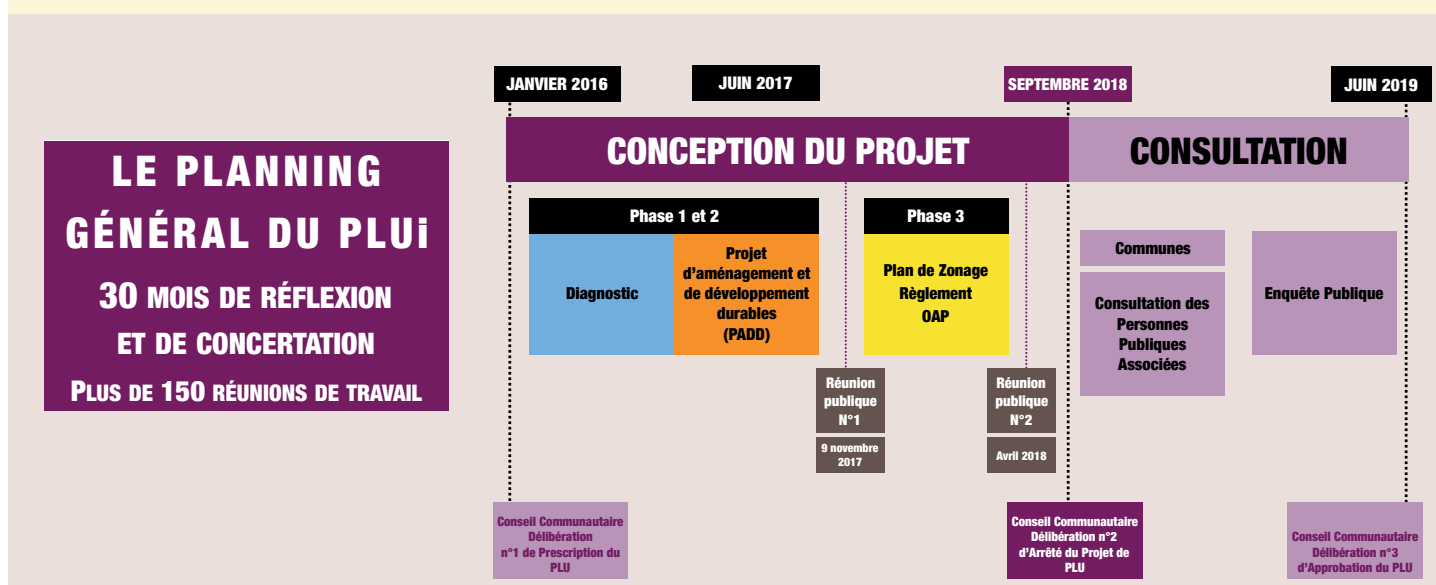 LE PLANNING
GÉNÉRAL DU PLUi
30 MOIS DE RÉFLEXION
ET DE CONCERTATION
PLUS DE 150 RÉUNIONS DE TRAVAIL
JANVIER 2016
JUIN 2017
SEPTEMBRE 2018
JUIN 2019
CONCEPTION DU PROJET
CONSULTATION
Phase 1 et 2
Diagnostic
Projet
d'aménagement et
de développement
durables
(PADD)
Phase 3
Plan de Zonage
Règlement
OAP
Communes
Consultation des
Personnes
Publiques
Associées
Enquête Publique
Réunion
publique
N°1
9 novembre
2017
Réunion
publique
N°2
Avril 2018
Conseil Communautaire
Délibération
n°1 de Prescription du
PLU
Conseil Communautaire
Délibération n°2
d'Arrêté du Projet de
PLU
Conseil Communautaire
Délibération n°3
d'Approbation du PLU